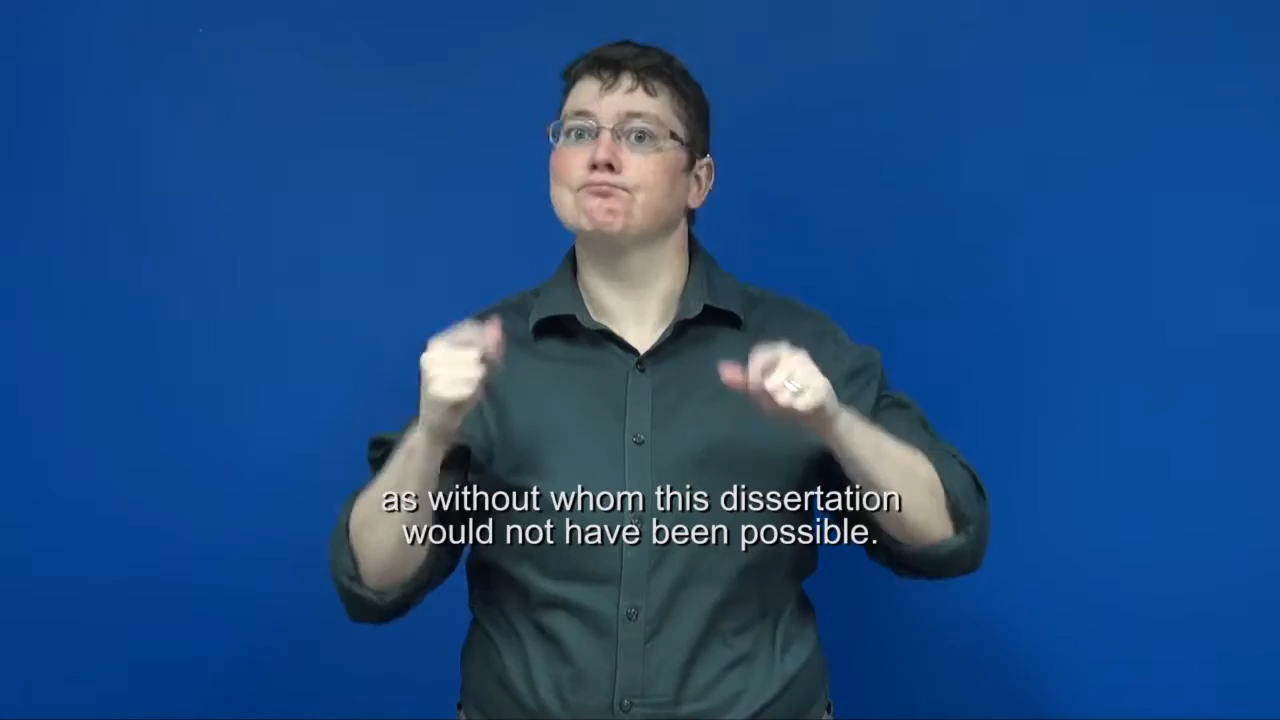 as without whom this dissertation
would not have been possible.